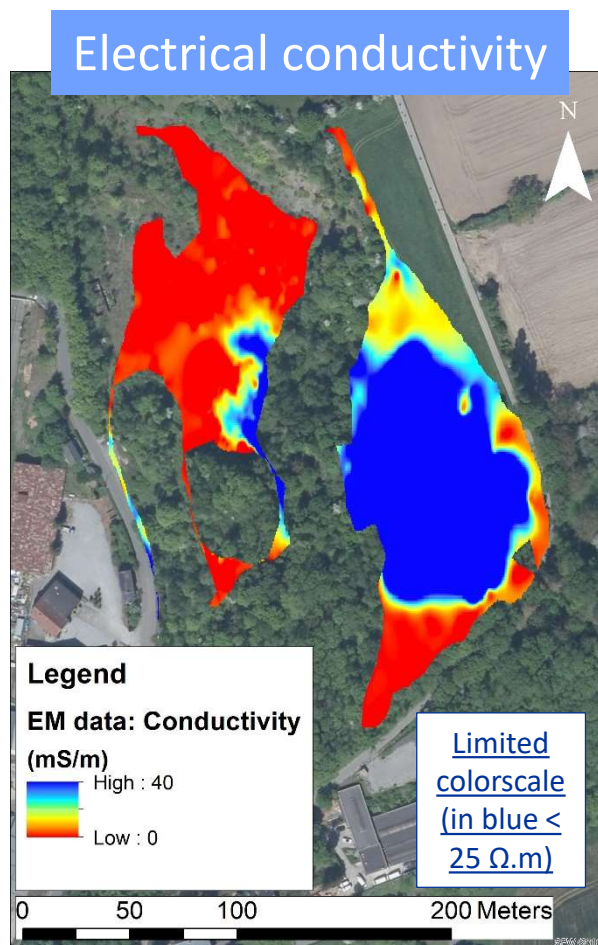 Electrical conductivity
N
Legend
EM data: Conductivity
(mS/m)
High : 40
Low : 0
Limited
colorscale
(in blue <
25 Ω.m)
0 50 100 200 Meters